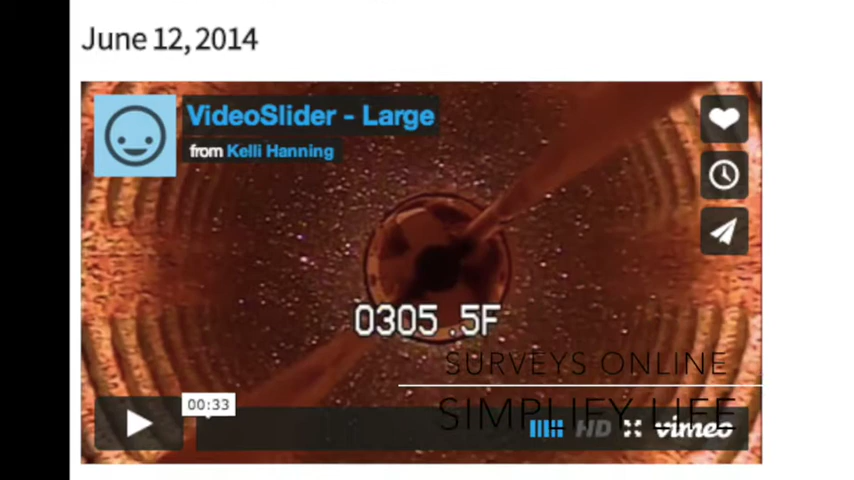 June 12, 2014
VideoSlider - Large
from Kelli Hanning
0305.5F
SURVEYS ONLINE
SIMPLIFY LIFE
00:33
HD vimeo